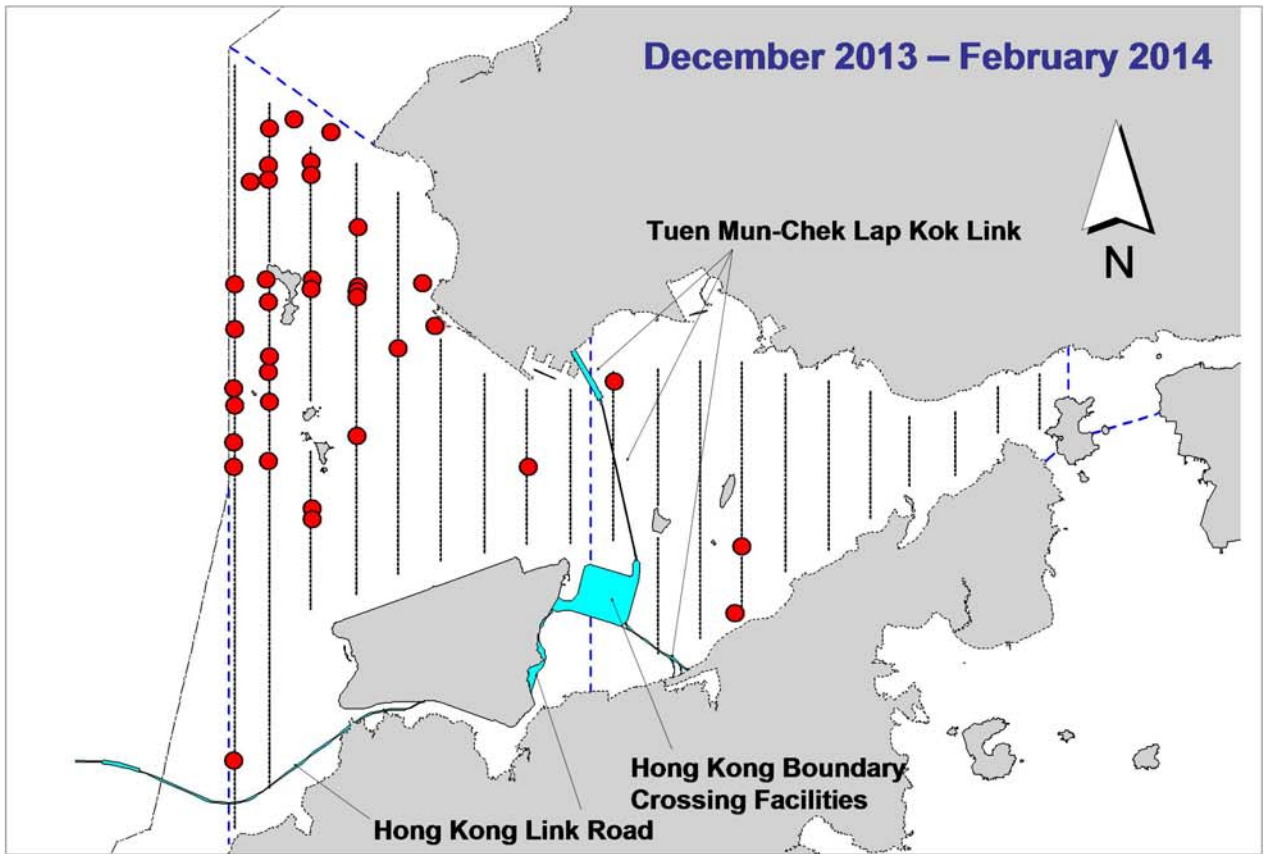 December 2013 – February 2014
Tuen Mun-Chek Lap Kok Link
N
Hong Kong Boundary
Crossing Facilities
Hong Kong Link Road